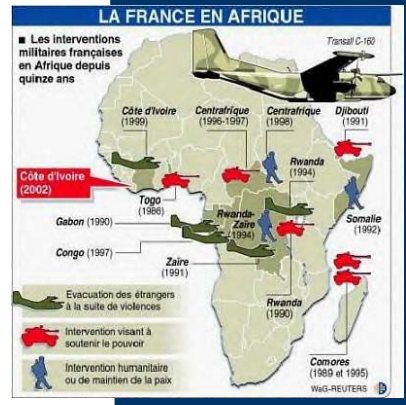 LA FRANCE EN AFRIQUE
■ Les interventions
militaires françaises
en Afrique depuis
quinze ans
Transall C-160
Côte d'Ivoire
(1999)
Centrafrique
(1996-1997)
Centrafrique
(1998)
Djibouti
(1991)
Rwanda
(1994)
Côte d'Ivoire
(2002)
Togo
(1986)
Gabon (1990)
Rwanda-
Zaïre
(1994)
Somalie
(1992)
Congo (1997)
Zaïre
(1991)
Rwanda
(1990)
Comores
(1989 et 1995)
Evacuation des étrangers
à la suite de violences
Intervention visant à
soutenir le pouvoir
Intervention humanitaire
ou de maintien de la paix
WaG-REUTERS